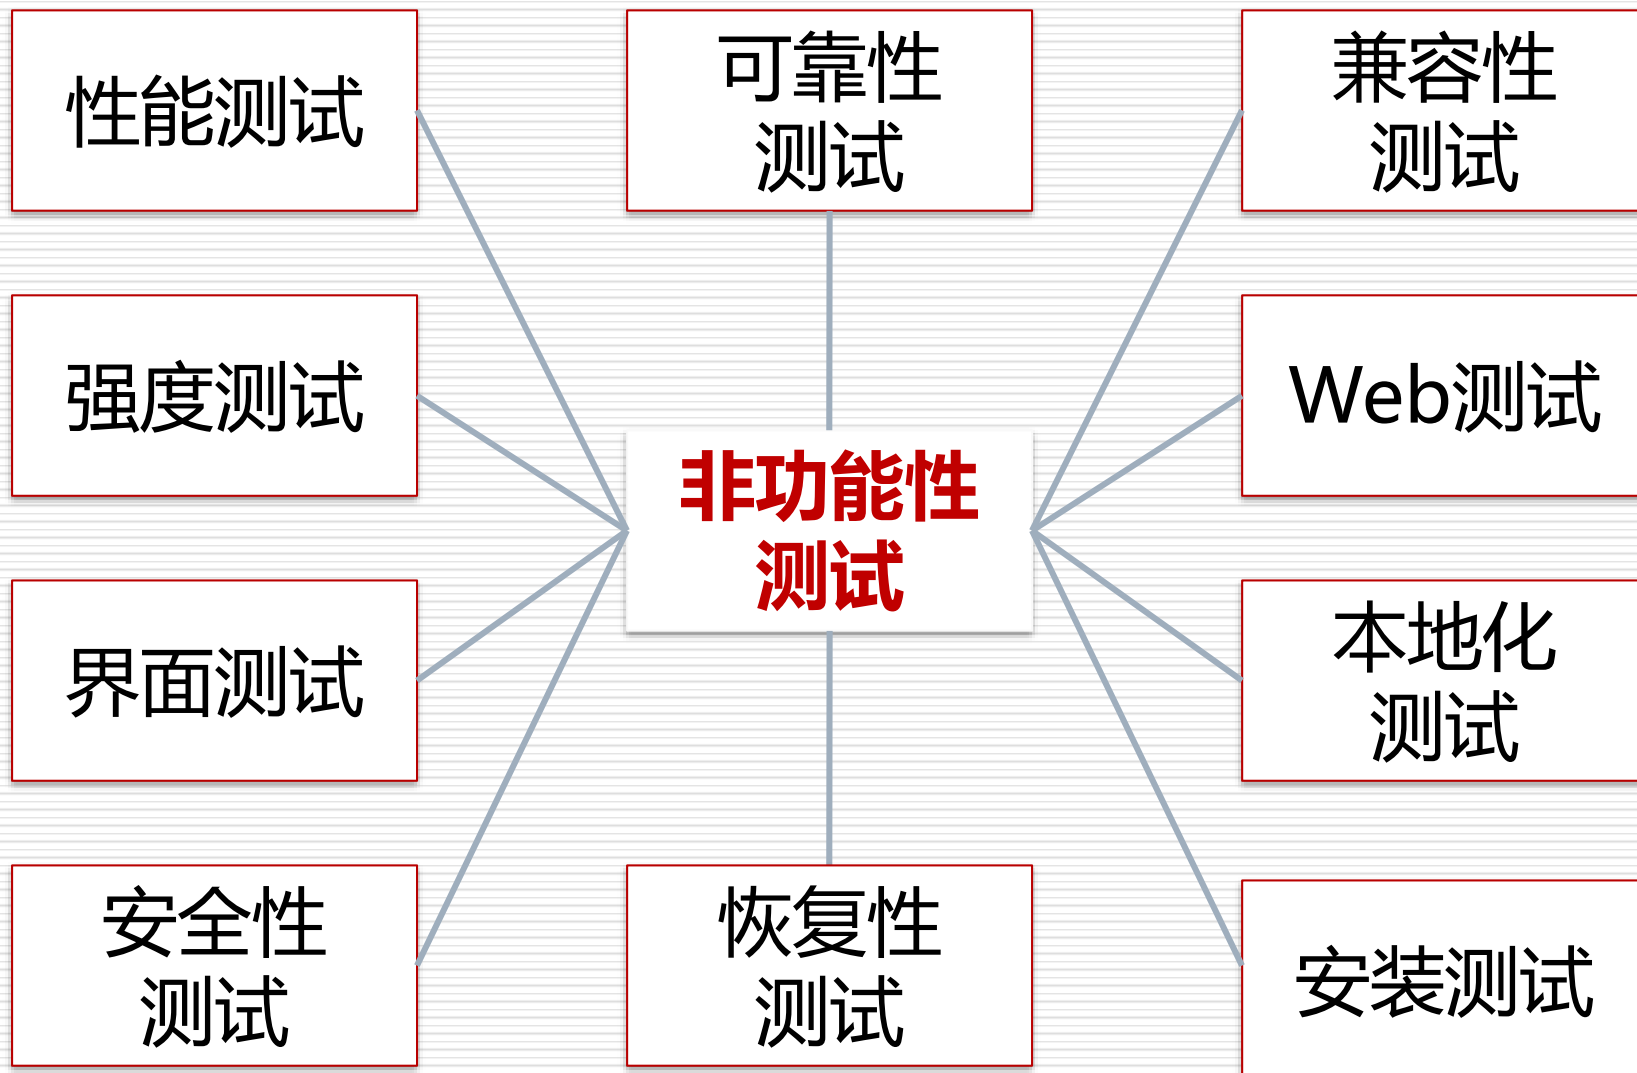 性能测试
可靠性
测试
兼容性
测试
强度测试
Web测试
非功能性
测试
界面测试
本地化
测试
安全性
测试
恢复性
测试
安装测试